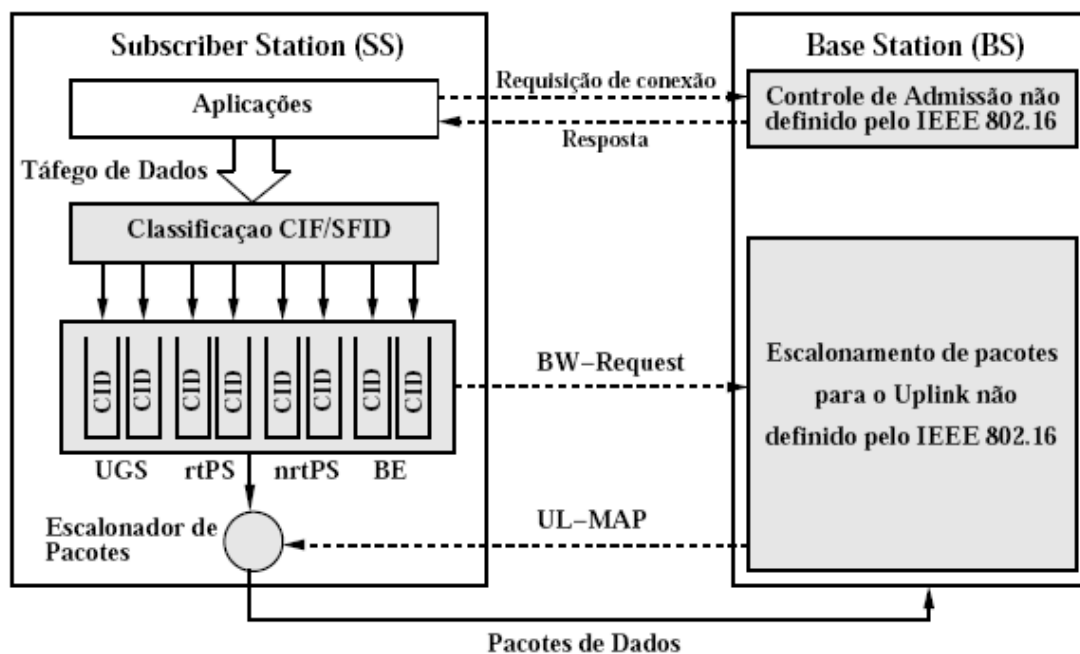 Subscriber Station (SS)
Base Station (BS)
Aplicações
Requisição de conexão
Resposta
Controle de Admissão não
definido pelo IEEE 802.16
Táfego de Dados
Classificaçao CIF/SFID
CID CID CID CID CID CID CID CID
UGS rtPS nrtPS BE
BW–Request
Escalonamento de pacotes
para o Uplink não
definido pelo IEEE 802.16
Escalonador de
Pacotes
UL–MAP
Pacotes de Dados